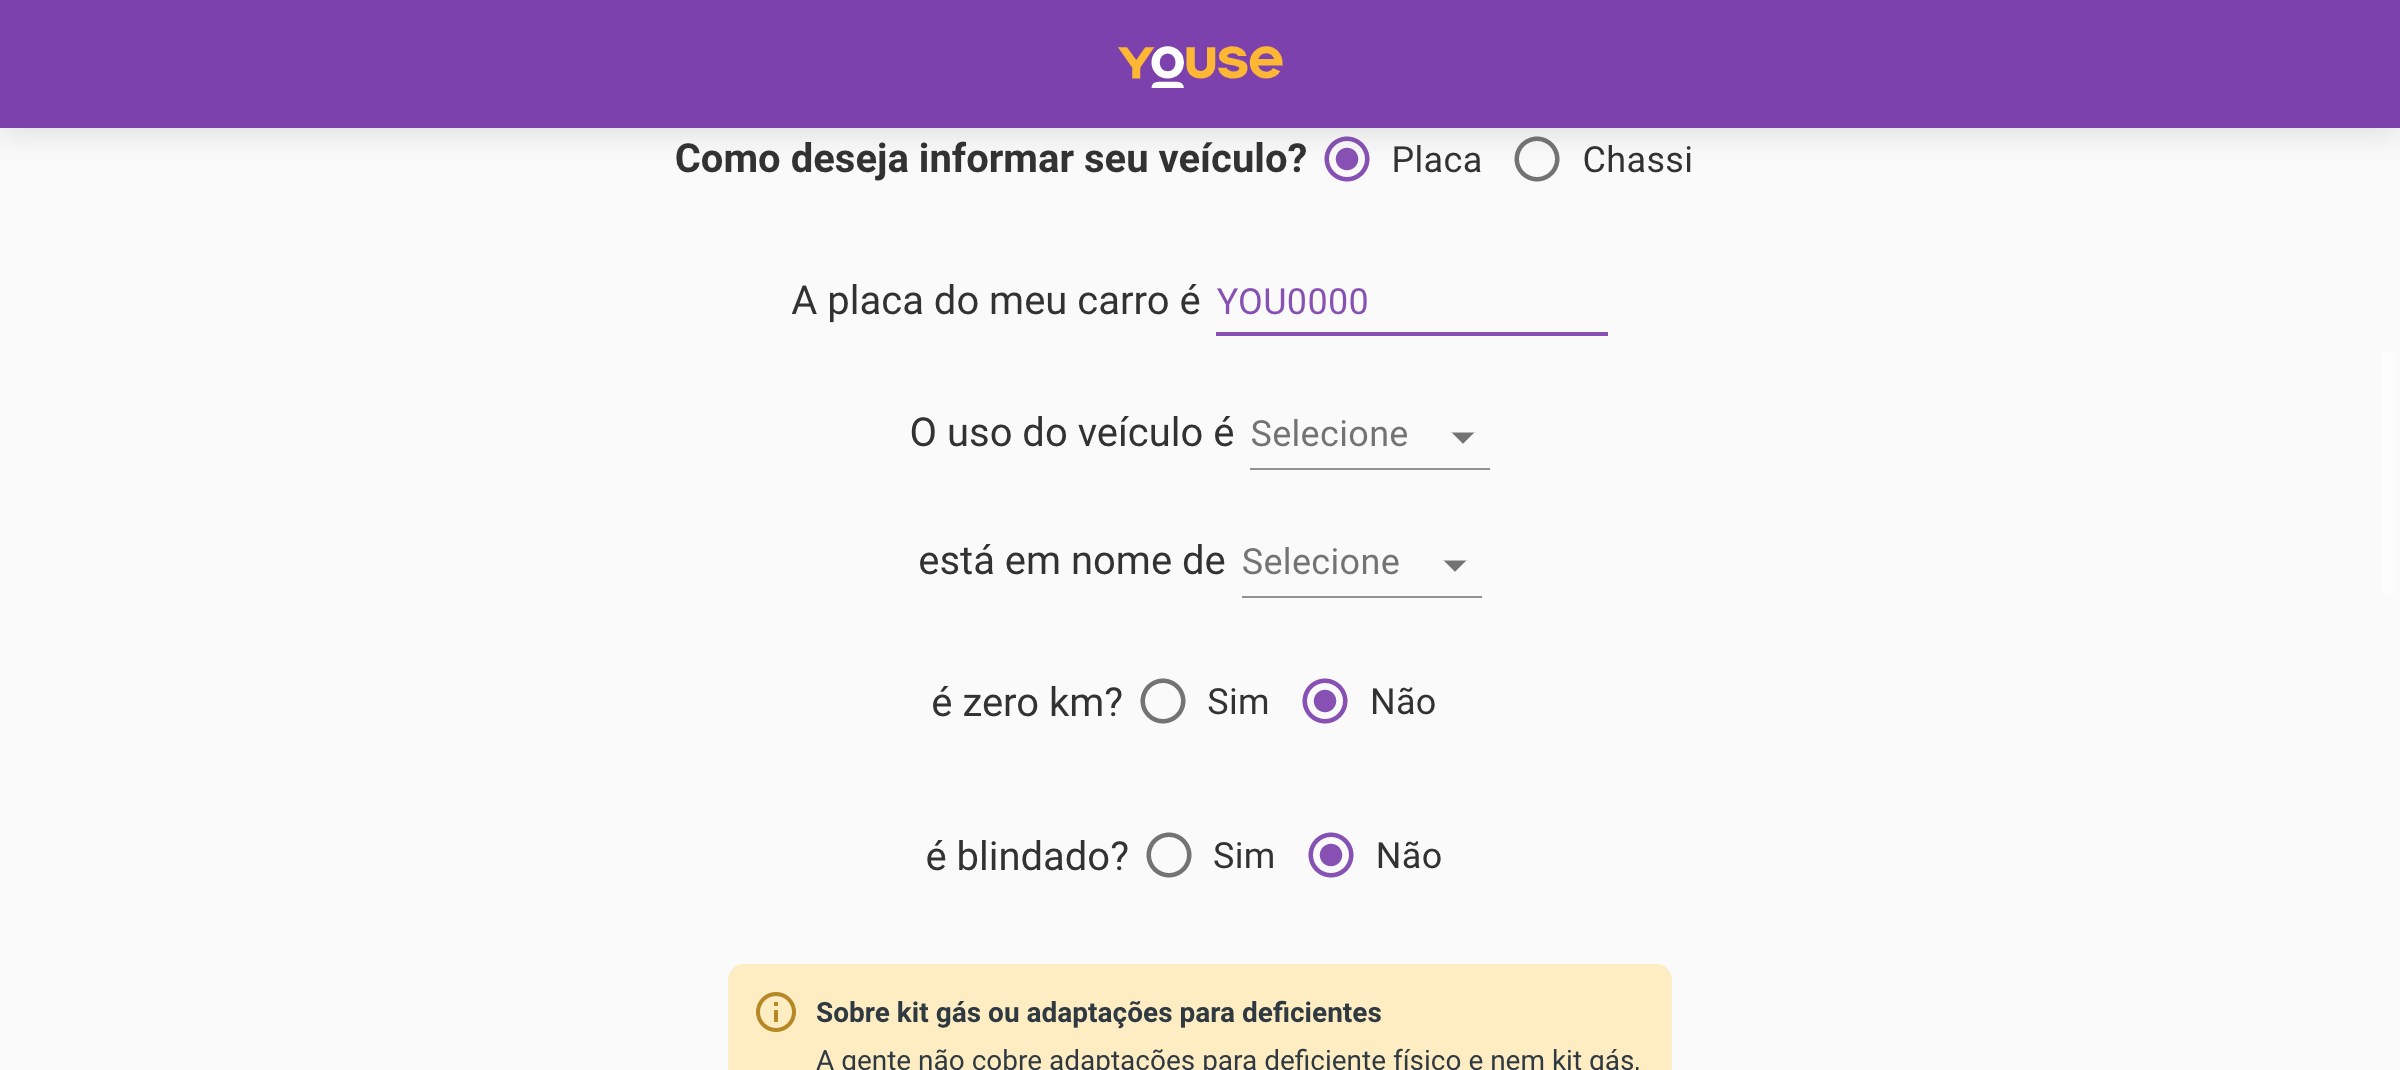 YOUSE
Como deseja informar seu veículo? Placa Chassi
A placa do meu carro é YOU0000
O uso do veículo é Selecione
está em nome de Selecione
é zero km? Sim Não
é blindado? Sim Não
Sobre kit gás ou adaptações para deficientes
A gente não cobre adaptações para deficiente físico e nem kit gás,